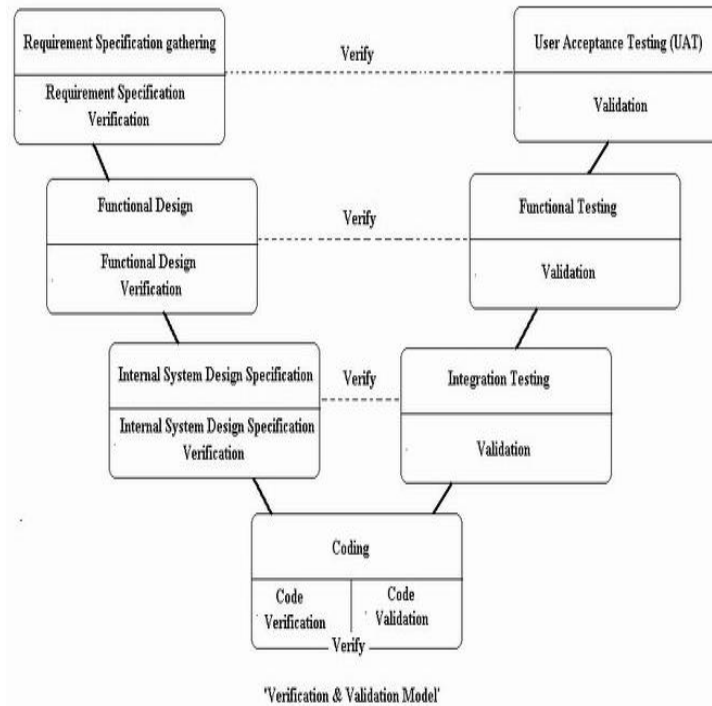 Requirement Specification gathering
Verify
User Acceptance Testing (UAT)
Requirement Specification
Verification
Validation
Functional Design
Verify
Functional Testing
Functional Design
Verification
Validation
Internal System Design Specification
Verify
Integration Testing
Internal System Design Specification
Verification
Validation
Coding
Code
Verification
Code
Validation
Verify
'Verification & Validation Model'